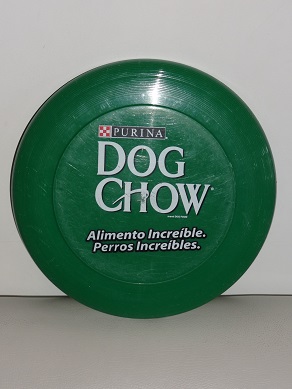 PURINA
DOG
CHOW®
Alimento Increíble.
Perros Increíbles.